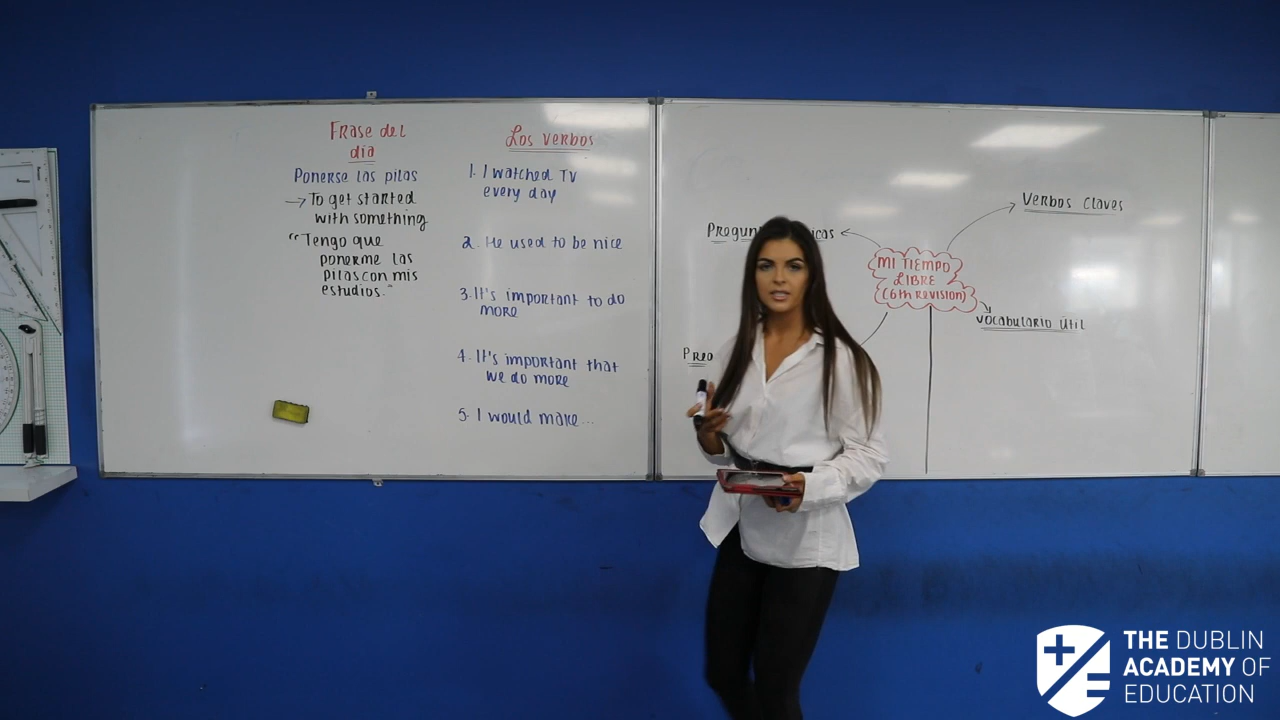 Frase del
día
Ponerse las pilas
→ To get started
with something
"Tengo que
ponerme las
pilas con mis
estudios."
Los verbos
1. I watched TV
every day
2. He used to be nice
3. It's important to do
more
4. It's important that
we do more
5. I would make...
Verbos Claves
MI TIEMPO
LIBRE
(6th REVISION)
Vocabulario Útil
THE DUBLIN
ACADEMY OF
EDUCATION